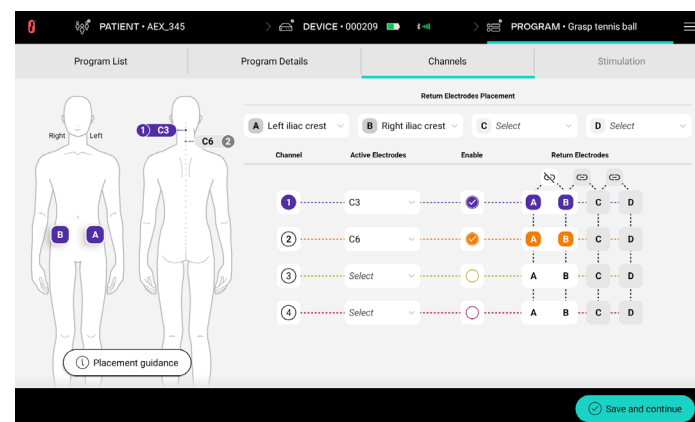 PATIENT • AEX_345
DEVICE • 000209
PROGRAM • Grasp tennis ball
Program List
Program Details
Channels
Stimulation
Return Electrodes Placement
A Left iliac crest
B Right iliac crest
C Select
D Select
Right
Left
1 C3
C6 2
B
A
Placement guidance
Channel
Active Electrodes
Enable
Return Electrodes
1 C3 A B C D
2 C6 A B C D
3 Select A B C D
4 Select A B C D
Save and continue